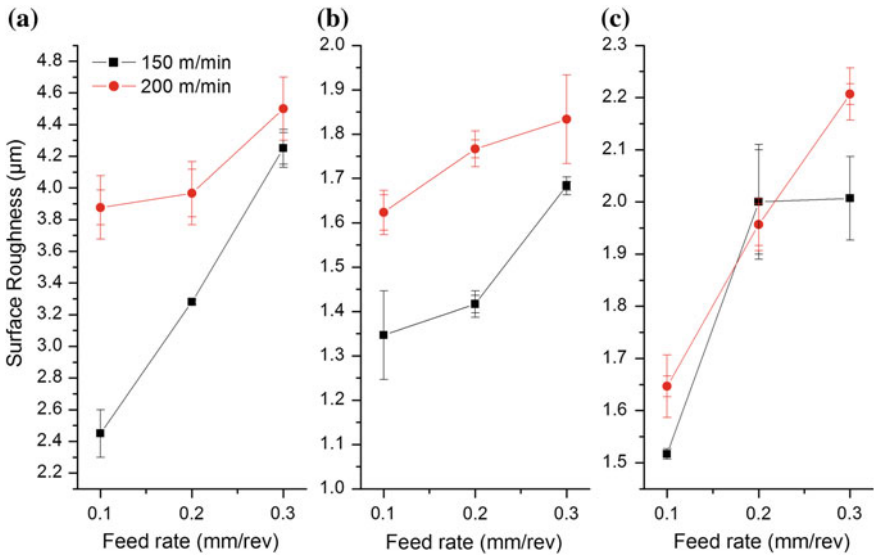 (a)
4.8
4.6
4.4
4.2
4.0
3.8
3.6
3.4
3.2
3.0
2.8
2.6
2.4
2.2
Surface Roughness (µm)
150 m/min
200 m/min
0.1 0.2 0.3
Feed rate (mm/rev)
(b)
2.0
1.9
1.8
1.7
1.6
1.5
1.4
1.3
1.2
1.1
1.0
0.1 0.2 0.3
Feed rate (mm/rev)
(c)
2.3
2.2
2.1
2.0
1.9
1.8
1.7
1.6
1.5
0.1 0.2 0.3
Feed rate (mm/rev)